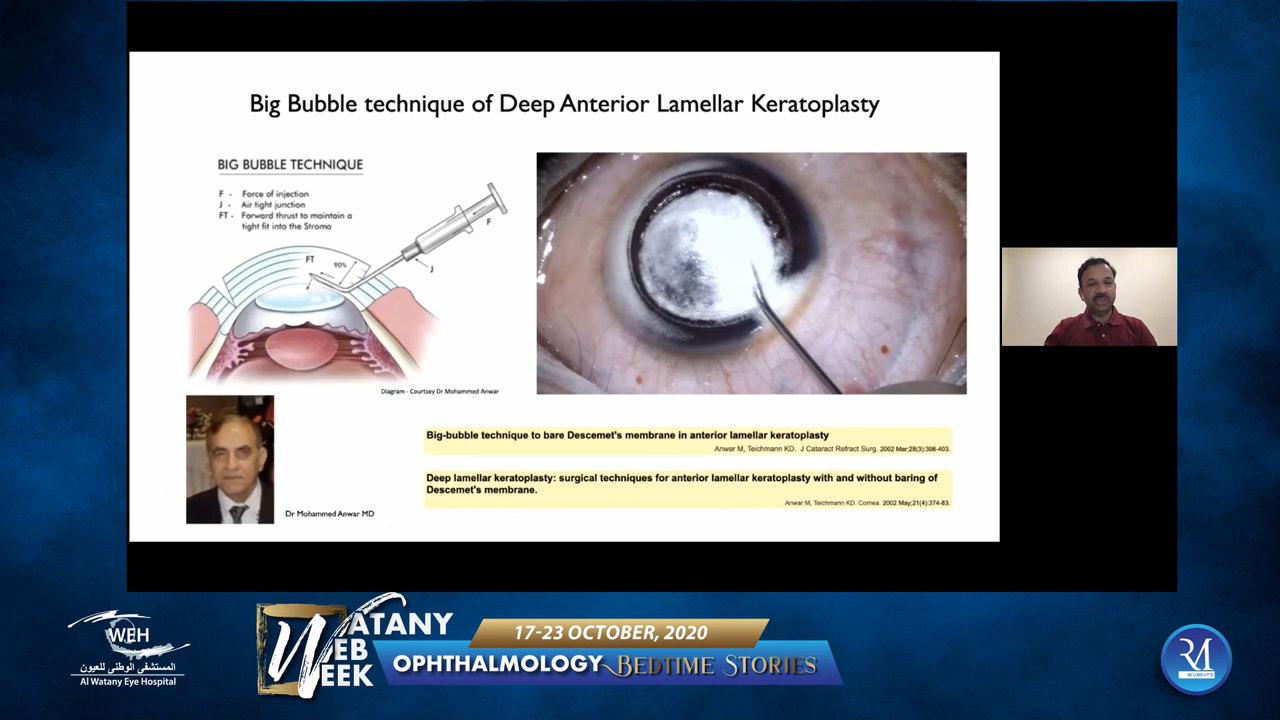 Big Bubble technique of Deep Anterior Lamellar Keratoplasty
BIG BUBBLE TECHNIQUE
F - Force of injection
J - Air tight junction
FT - Forward thrust to maintain a
tight fit into the Stroma
F
FT
90%
J
Diagram - Courtsey Dr Mohammed Anwar
Big-bubble technique to bare Descemet's membrane in anterior lamellar keratoplasty
Anwar M, Teichmann KD. J Cataract Refract Surg. 2002 Mar;28(3):398-403.
Deep lamellar keratoplasty: surgical techniques for anterior lamellar keratoplasty with and without baring of
Descemet's membrane.
Anwar M, Teichmann KD. Cornea. 2002 May;21(4):374-83.
Dr Mohammed Anwar MD
WEH
المستشفى الوطني للعيون
Al Watany Eye Hospital
WATANY
WEB
WEEK
17-23 OCTOBER, 2020
OPHTHALMOLOGY BEDTIME STORIES
RM
EVENTS